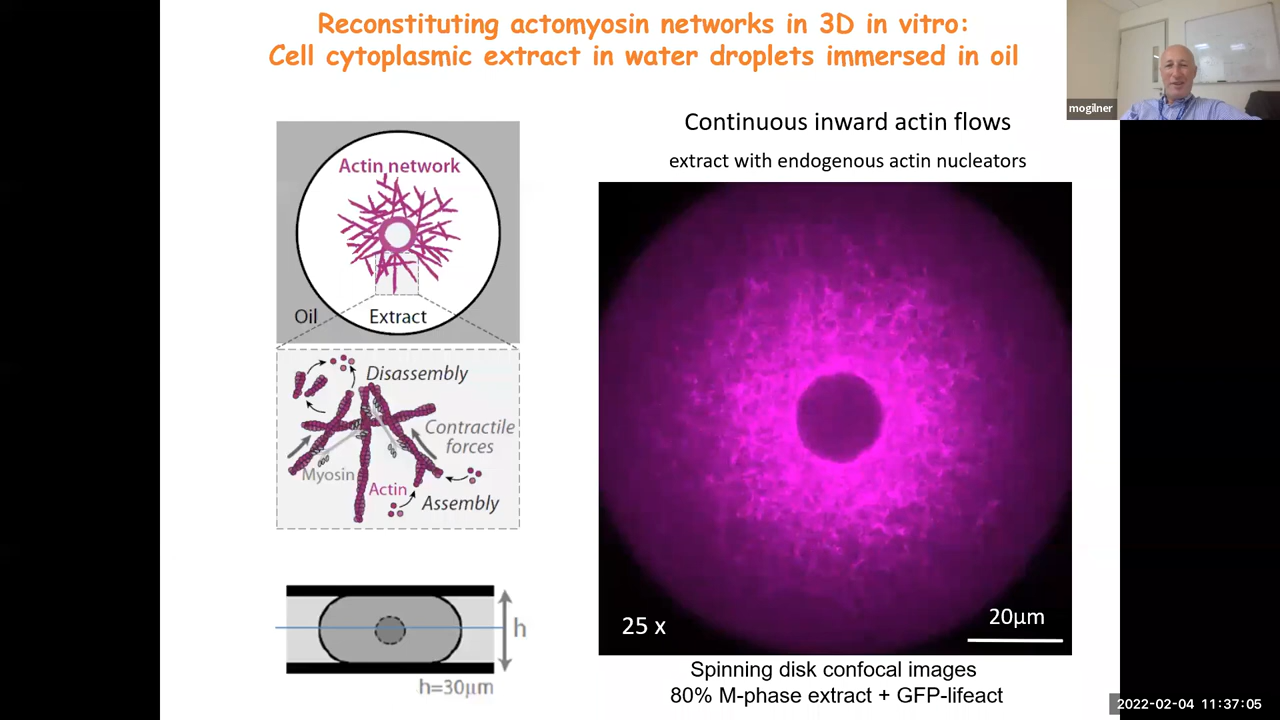 Reconstituting actomyosin networks in 3D in vitro:
Cell cytoplasmic extract in water droplets immersed in oil
mogilner
Continuous inward actin flows
extract with endogenous actin nucleators
Actin network
Oil
Extract
Disassembly
Contractile
forces
Myosin
Actin
Assembly
h
h=30μm
25 x
20μm
Spinning disk confocal images
80% M-phase extract + GFP-lifeact
2022-02-04 11:37:05